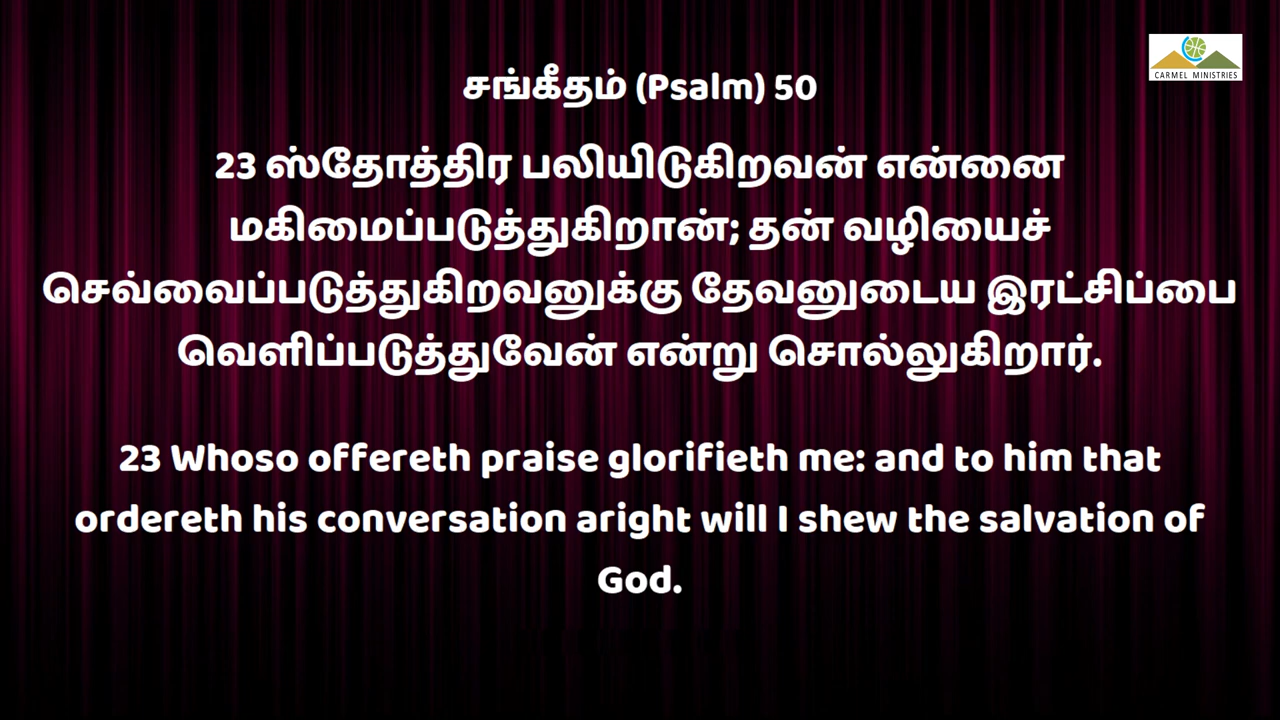 CARMEL MINISTRIES
சங்கீதம் (Psalm) 50
23 ஸ்தோத்திர பலியிடுகிறவன் என்னை
மகிமைப்படுத்துகிறான்; தன் வழியைச்
செவ்வைப்படுத்துகிறவனுக்கு தேவனுடைய இரட்சிப்பை
வெளிப்படுத்துவேன் என்று சொல்லுகிறார்.
23 Whoso offereth praise glorifieth me: and to him that
ordereth his conversation aright will I shew the salvation of
God.